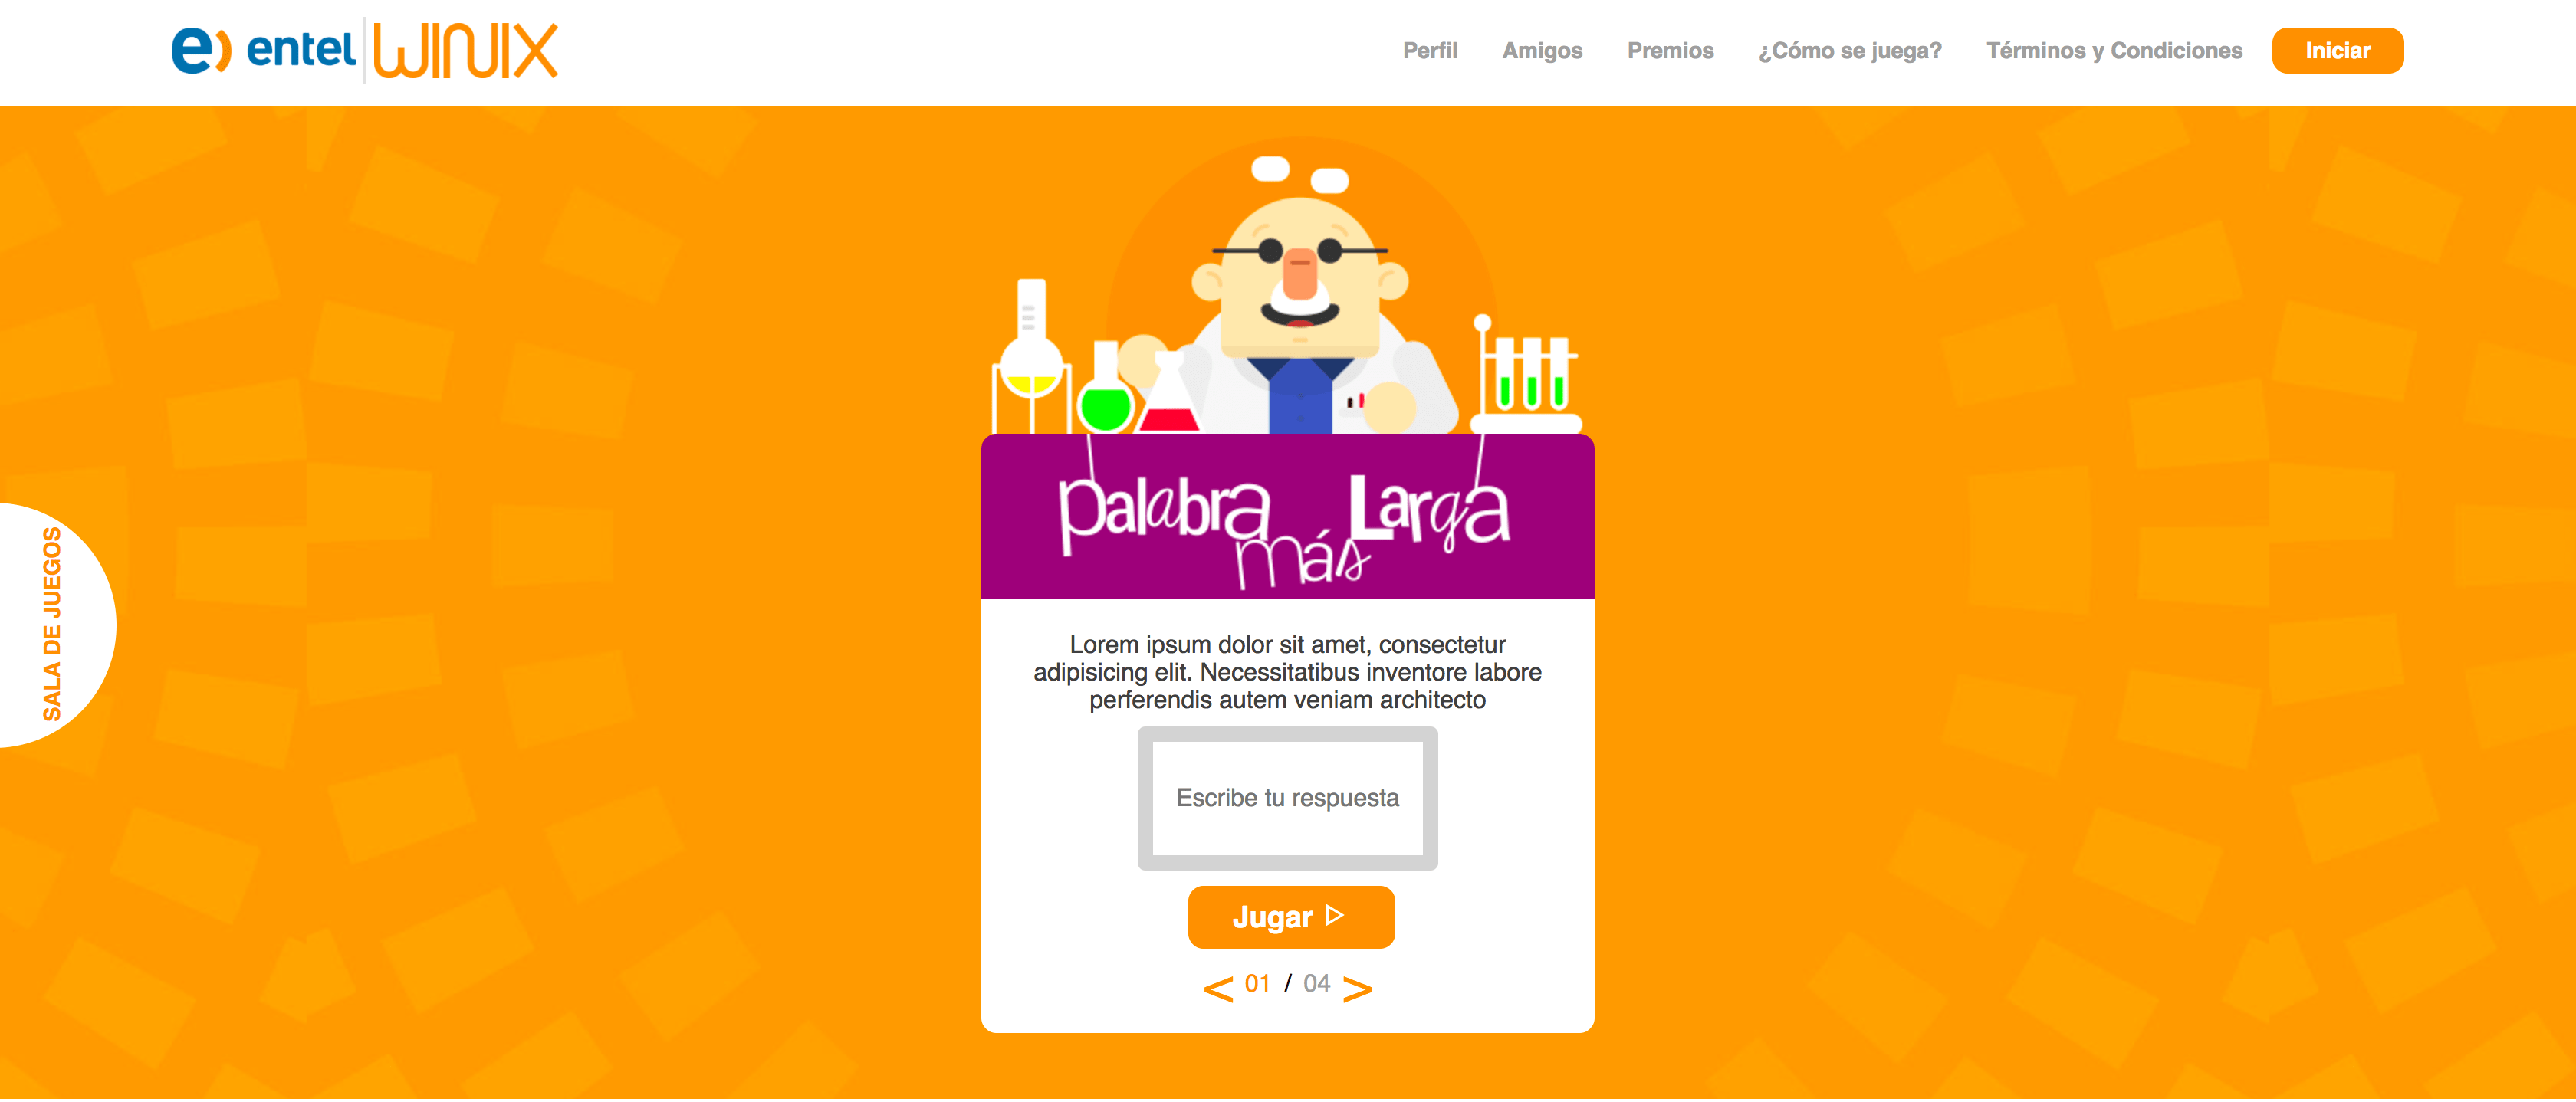 e) entel WINIX
Perfil Amigos Premios ¿Cómo se juega? Términos y Condiciones Iniciar
SALA DE JUEGOS
palabra más Larga
Lorem ipsum dolor sit amet, consectetur
adipisicing elit. Necessitatibus inventore labore
perferendis autem veniam architecto
Escribe tu respuesta
Jugar
< 01 / 04 >